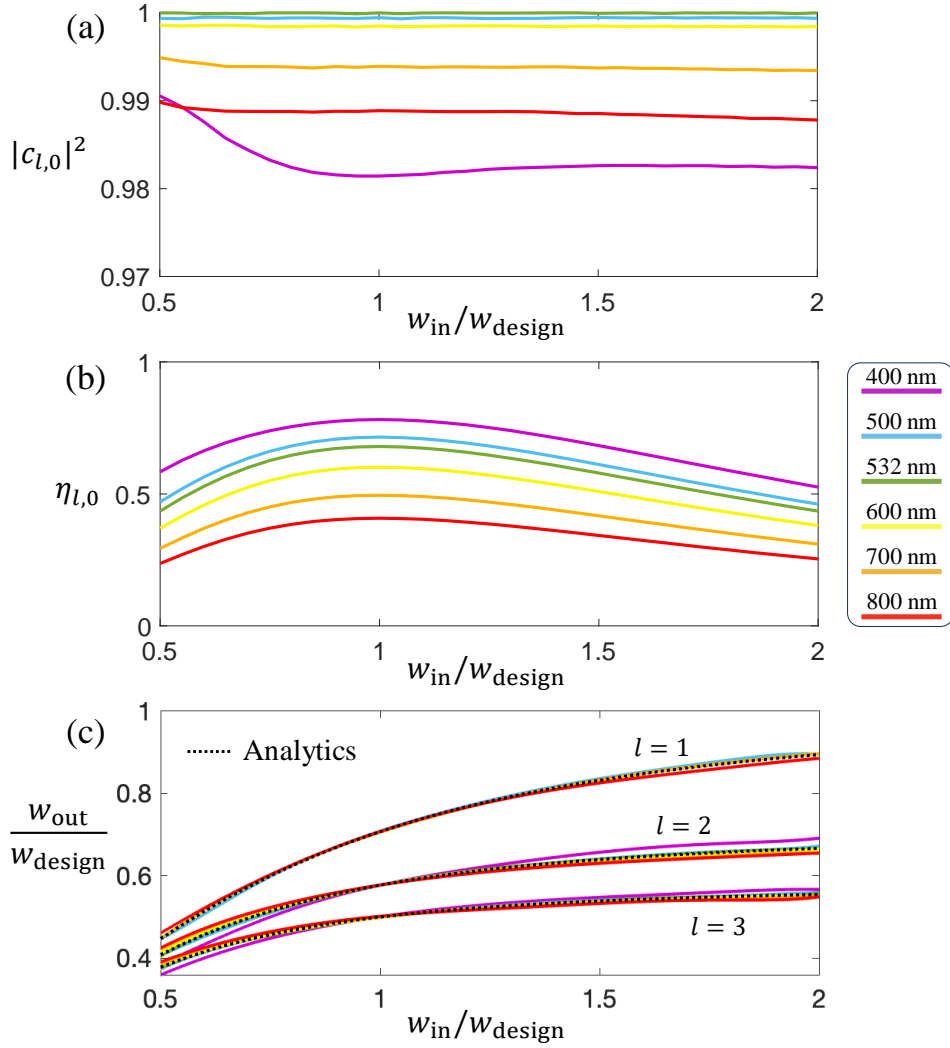 (a)
|c_{l,0}|^2
1
0.99
0.98
0.97
0.5
1
1.5
2
w_in/w_design
(b)
η_{l,0}
1
0.5
0
0.5
1
1.5
2
w_in/w_design
400 nm
500 nm
532 nm
600 nm
700 nm
800 nm
(c)
w_out
w_design
1
0.8
0.6
0.4
Analytics
l = 1
l = 2
l = 3
0.5
1
1.5
2
w_in/w_design